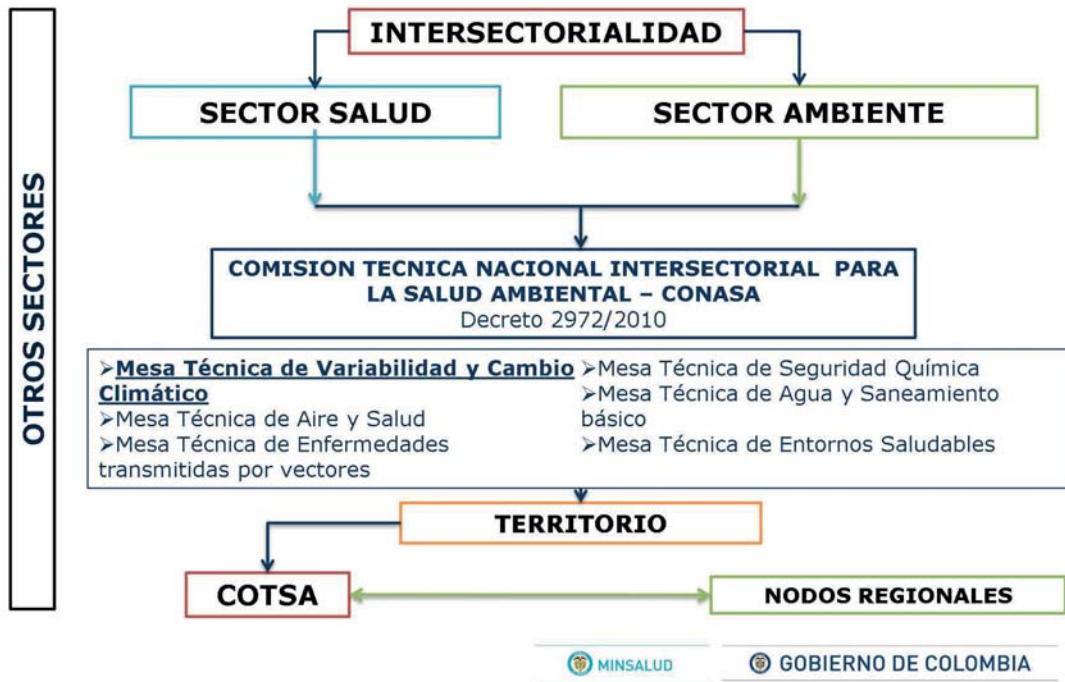 OTROS SECTORES
INTERSECTORIALIDAD
SECTOR SALUD
SECTOR AMBIENTE
COMISION TECNICA NACIONAL INTERSECTORIAL PARA
LA SALUD AMBIENTAL – CONASA
Decreto 2972/2010
➢Mesa Técnica de Variabilidad y Cambio
Climático
➢Mesa Técnica de Aire y Salud
➢Mesa Técnica de Enfermedades
transmitidas por vectores
➢Mesa Técnica de Seguridad Química
➢Mesa Técnica de Agua y Saneamiento
básico
➢Mesa Técnica de Entornos Saludables
TERRITORIO
COTSA
NODOS REGIONALES
MINSALUD
GOBIERNO DE COLOMBIA